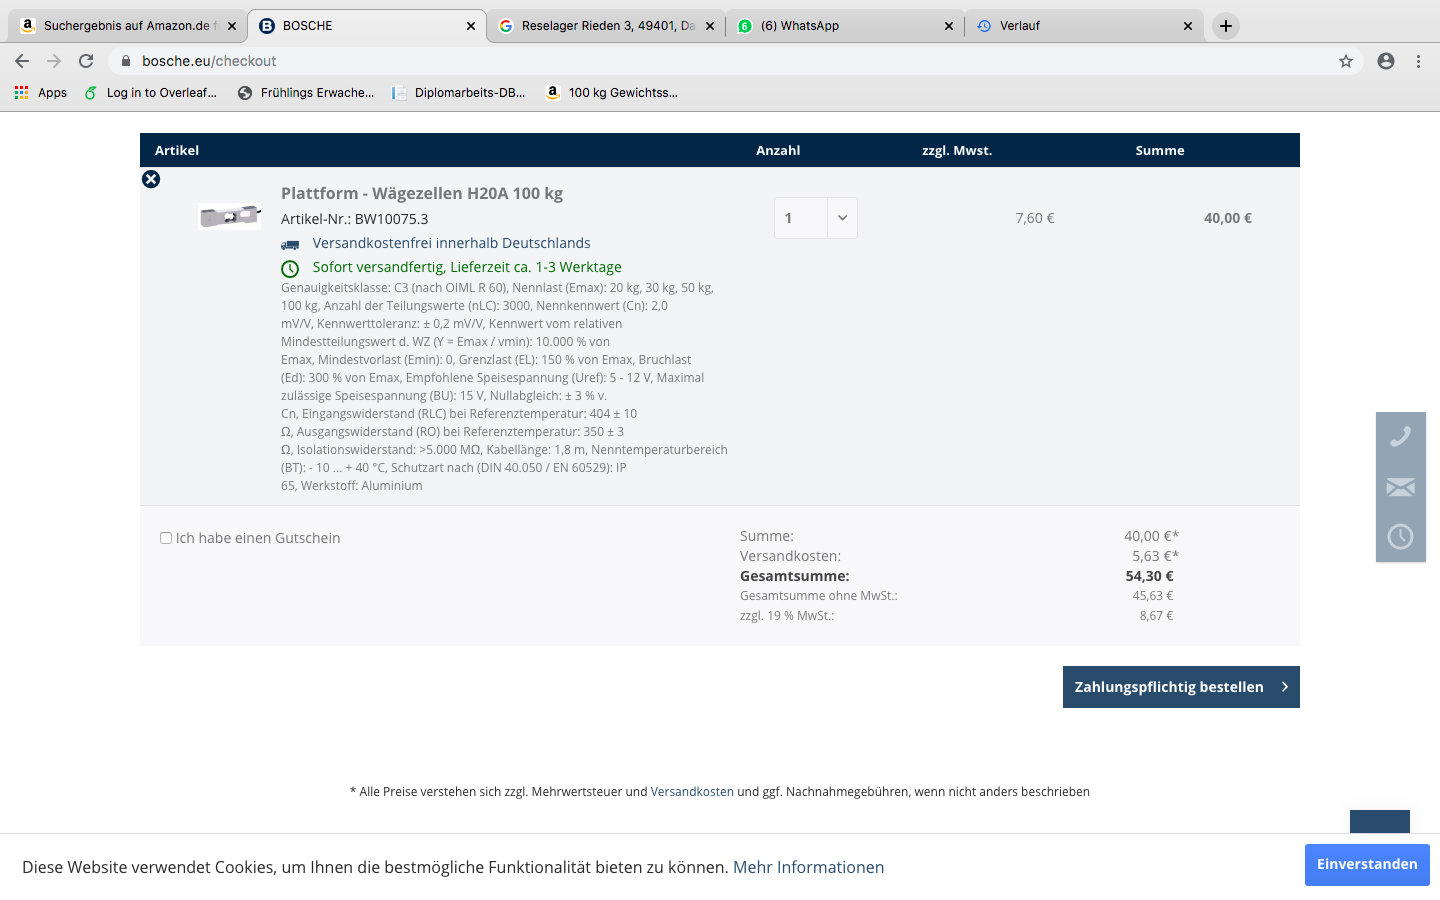 Suchergebnis auf Amazon.de f
BOSCHE
Reselager Rieden 3, 49401, Da
(6) WhatsApp
Verlauf
bosche.eu/checkout
Apps
Log in to Overleaf...
Frühlings Erwache...
Diplomarbeits-DB...
100 kg Gewichtss...
Artikel Anzahl zzgl. Mwst. Summe
Plattform - Wägezellen H20A 100 kg
Artikel-Nr.: BW10075.3
1 7,60 € 40,00 €
Versandkostenfrei innerhalb Deutschlands
Sofort versandfertig, Lieferzeit ca. 1-3 Werktage
Genauigkeitsklasse: C3 (nach OIML R 60), Nennlast (Emax): 20 kg, 30 kg, 50 kg,
100 kg, Anzahl der Teilungswerte (nLC): 3000, Nennkennwert (Cn): 2,0
mV/V, Kennwerttoleranz: ± 0,2 mV/V, Kennwert vom relativen
Mindestteilungswert d. WZ (Y = Emax / vmin): 10.000 % von
Emax, Mindestvorlast (Emin): 0, Grenzlast (EL): 150 % von Emax, Bruchlast
(Ed): 300 % von Emax, Empfohlene Speisespannung (Uref): 5 - 12 V, Maximal
zulässige Speisespannung (BU): 15 V, Nullabgleich: ± 3 % v.
Cn, Eingangswiderstand (RLC) bei Referenztemperatur: 404 ± 10
Ω, Ausgangswiderstand (RO) bei Referenztemperatur: 350 ± 3
Ω, Isolationswiderstand: >5.000 MΩ, Kabellänge: 1,8 m, Nenntemperaturbereich
(BT): - 10 ... + 40 °C, Schutzart nach (DIN 40.050 / EN 60529): IP
65, Werkstoff: Aluminium
Ich habe einen Gutschein
Summe: 40,00 €*
Versandkosten: 5,63 €*
Gesamtsumme: 54,30 €
Gesamtsumme ohne MwSt.: 45,63 €
zzgl. 19 % MwSt.: 8,67 €
Zahlungspflichtig bestellen
* Alle Preise verstehen sich zzgl. Mehrwertsteuer und Versandkosten und ggf. Nachnahmegebühren, wenn nicht anders beschrieben
Diese Website verwendet Cookies, um Ihnen die bestmögliche Funktionalität bieten zu können. Mehr Informationen
Einverstanden